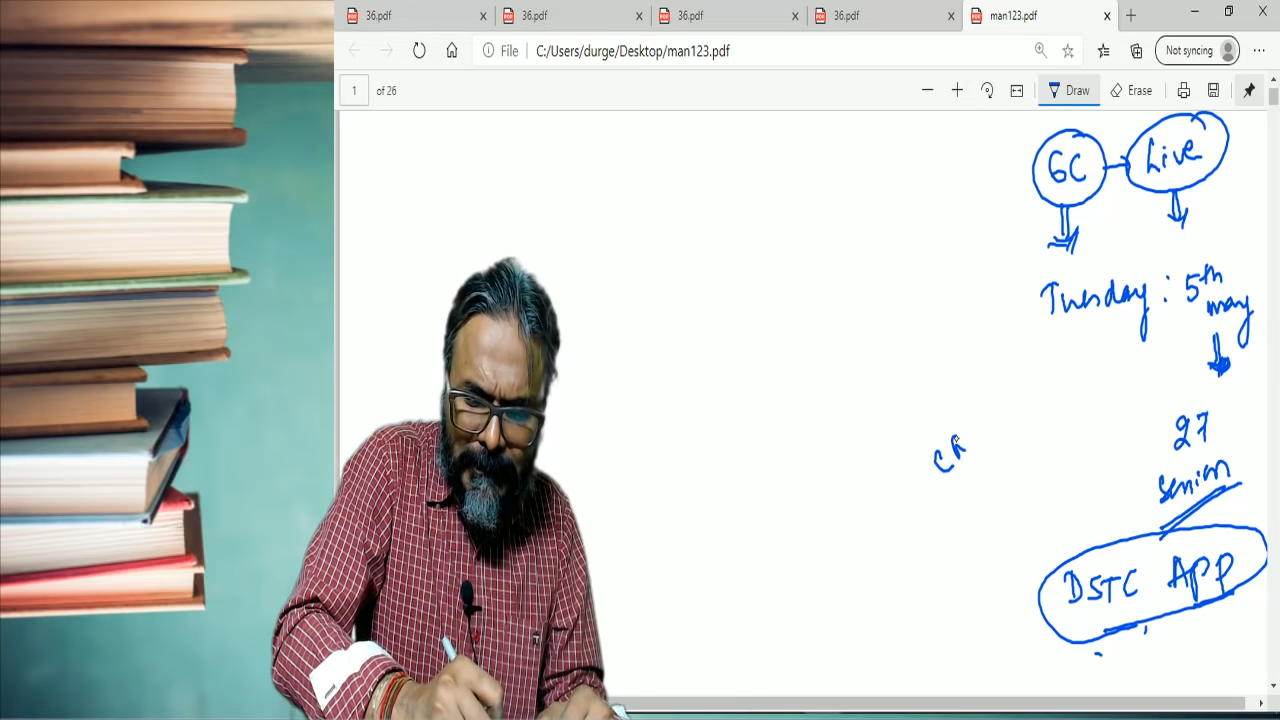 36.pdf 36.pdf 36.pdf 36.pdf man123.pdf
File C:/Users/durge/Desktop/man123.pdf Not syncing
1 of 26 Draw Erase
GC Live
Tuesday : 5th
may
27
DSTC APP